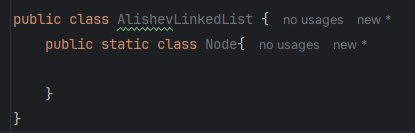 public class AlishevLinkedList {  no usages  new *
    public static class Node{  no usages  new *

    }
}